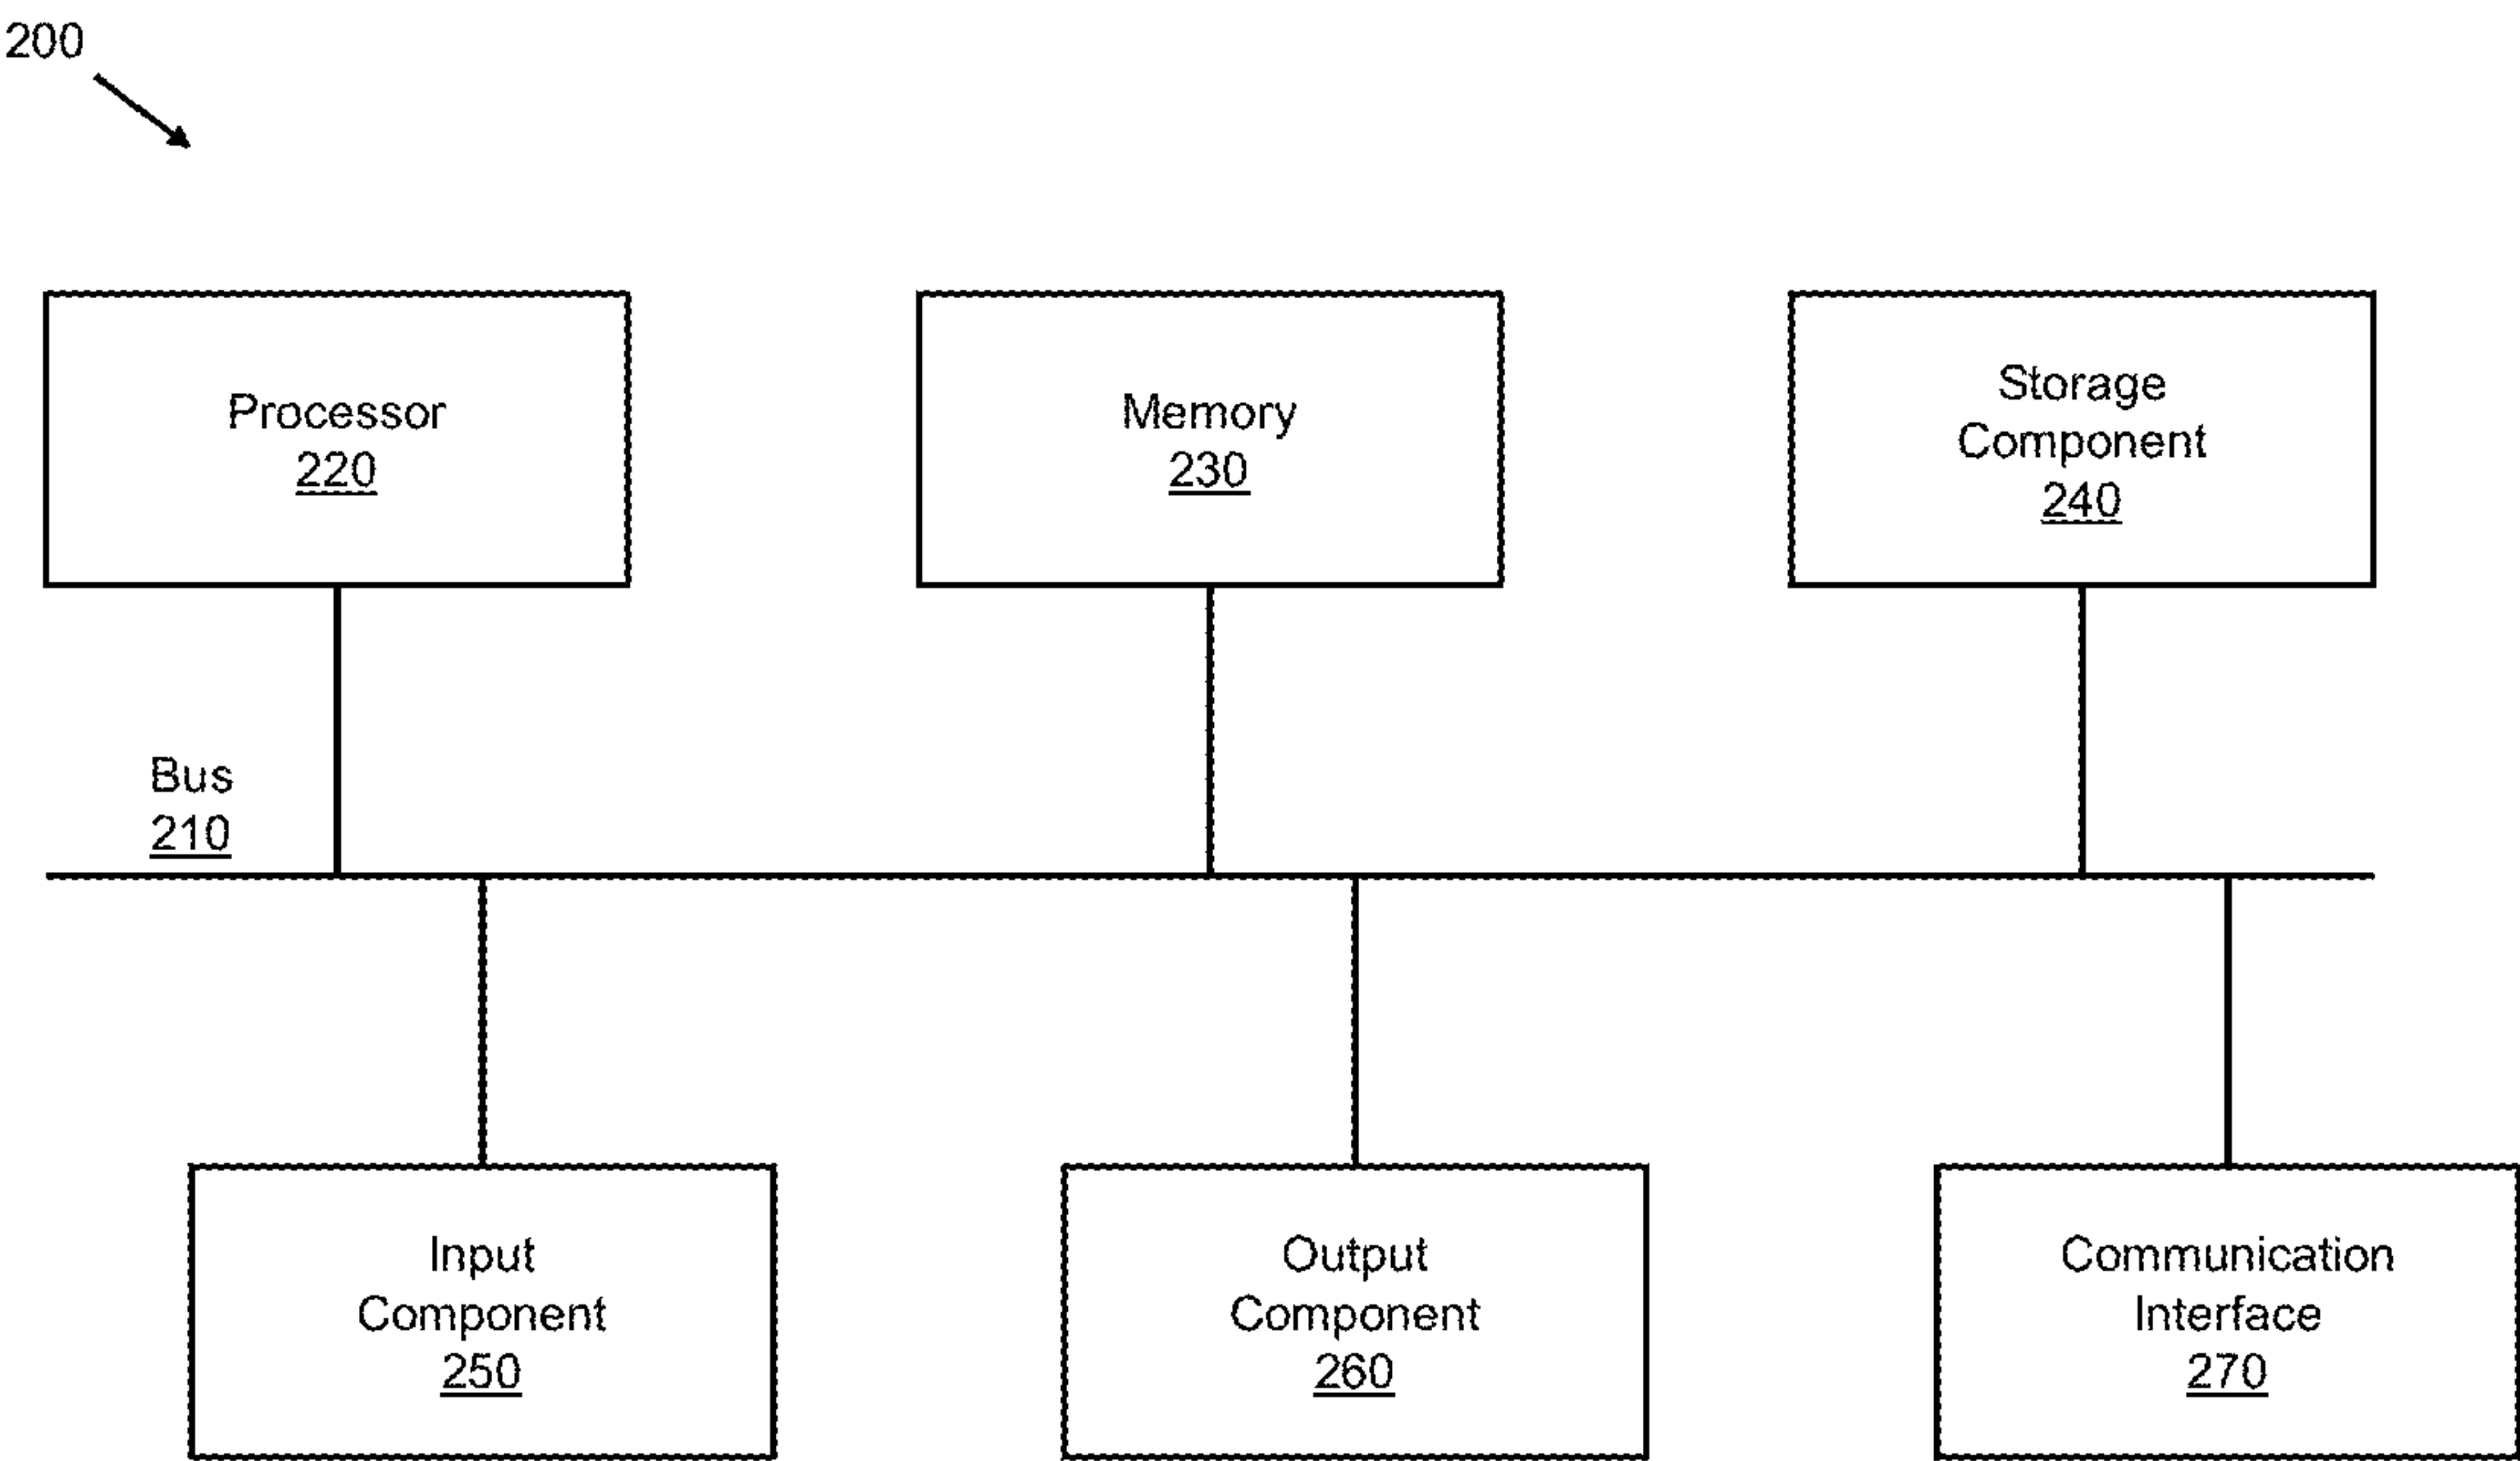 200
Processor
220
Memory
230
Storage
Component
240
Bus
210
Input
Component
250
Output
Component
260
Communication
Interface
270